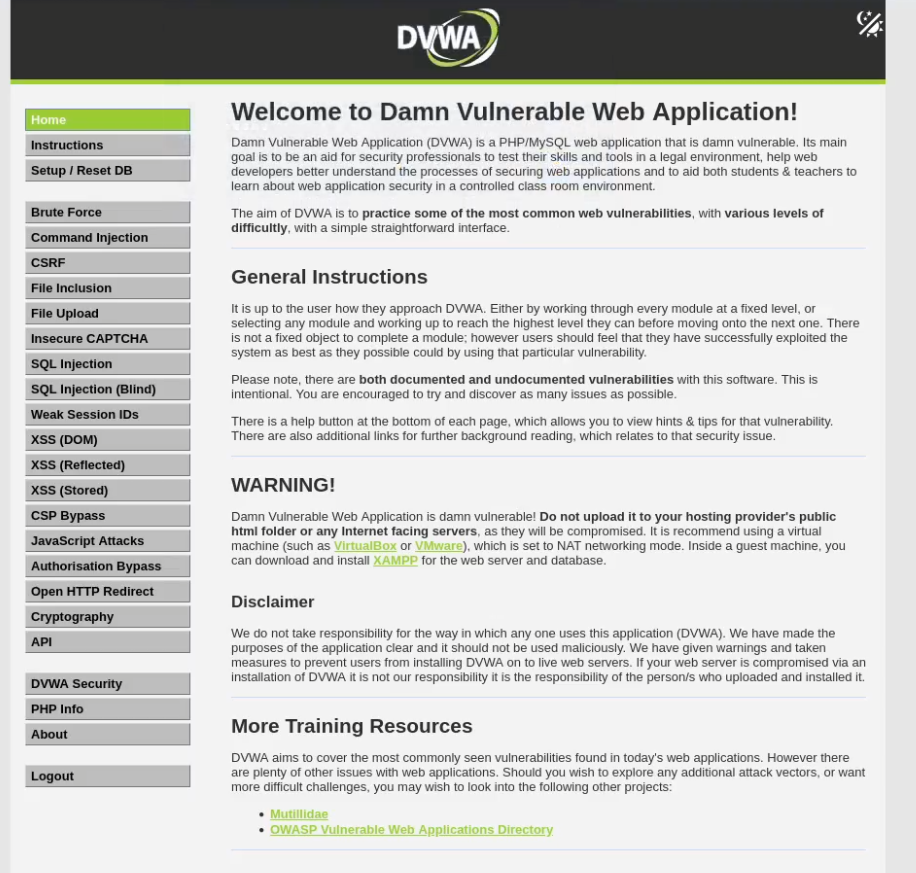 DVWA
Home
Instructions
Setup / Reset DB
Brute Force
Command Injection
CSRF
File Inclusion
File Upload
Insecure CAPTCHA
SQL Injection
SQL Injection (Blind)
Weak Session IDs
XSS (DOM)
XSS (Reflected)
XSS (Stored)
CSP Bypass
JavaScript Attacks
Authorisation Bypass
Open HTTP Redirect
Cryptography
API
DVWA Security
PHP Info
About
Logout
Welcome to Damn Vulnerable Web Application!
Damn Vulnerable Web Application (DVWA) is a PHP/MySQL web application that is damn vulnerable. Its main
goal is to be an aid for security professionals to test their skills and tools in a legal environment, help web
developers better understand the processes of securing web applications and to aid both students & teachers to
learn about web application security in a controlled class room environment.
The aim of DVWA is to practice some of the most common web vulnerabilities, with various levels of
difficultly, with a simple straightforward interface.
General Instructions
It is up to the user how they approach DVWA. Either by working through every module at a fixed level, or
selecting any module and working up to reach the highest level they can before moving onto the next one. There
is not a fixed object to complete a module; however users should feel that they have successfully exploited the
system as best as they possible could by using that particular vulnerability.
Please note, there are both documented and undocumented vulnerabilities with this software. This is
intentional. You are encouraged to try and discover as many issues as possible.
There is a help button at the bottom of each page, which allows you to view hints & tips for that vulnerability.
There are also additional links for further background reading, which relates to that security issue.
WARNING!
Damn Vulnerable Web Application is damn vulnerable! Do not upload it to your hosting provider's public
html folder or any Internet facing servers, as they will be compromised. It is recommend using a virtual
machine (such as VirtualBox or VMware), which is set to NAT networking mode. Inside a guest machine, you
can download and install XAMPP for the web server and database.
Disclaimer
We do not take responsibility for the way in which any one uses this application (DVWA). We have made the
purposes of the application clear and it should not be used maliciously. We have given warnings and taken
measures to prevent users from installing DVWA on to live web servers. If your web server is compromised via an
installation of DVWA it is not our responsibility it is the responsibility of the person/s who uploaded and installed it.
More Training Resources
DVWA aims to cover the most commonly seen vulnerabilities found in today's web applications. However there
are plenty of other issues with web applications. Should you wish to explore any additional attack vectors, or want
more difficult challenges, you may wish to look into the following other projects:
• Mutillidae
• OWASP Vulnerable Web Applications Directory